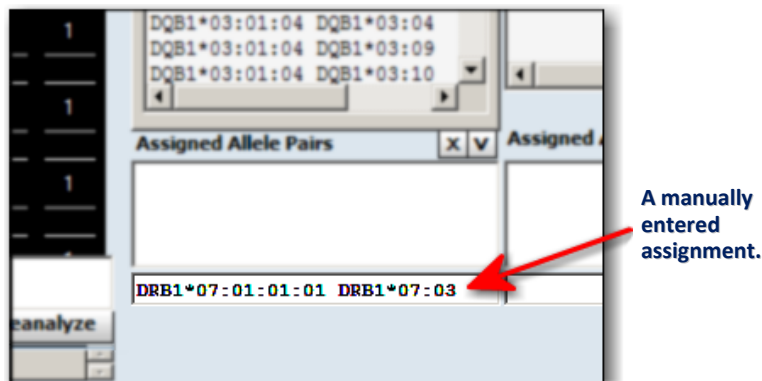 1
DQB1*03:01:04 DQB1*03:04
DQB1*03:01:04 DQB1*03:09
DQB1*03:01:04 DQB1*03:10
1
Assigned Allele Pairs X V Assigned
1
A manually
entered
assignment.
DRB1*07:01:01:01 DRB1*07:03
eanalyze